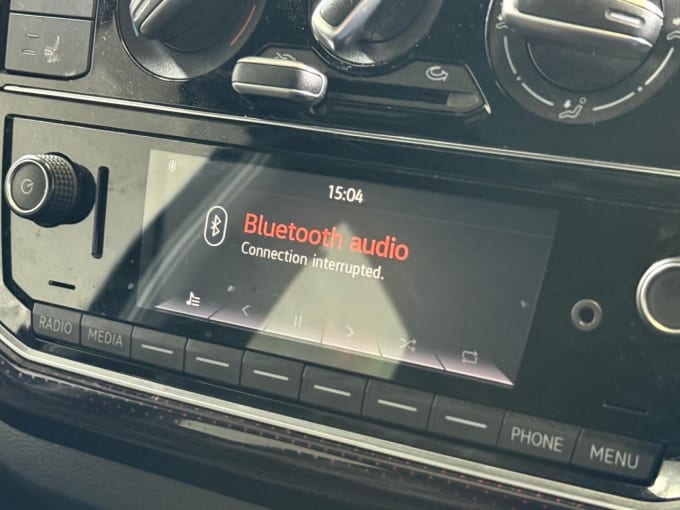 15:04
Bluetooth audio
Connection interrupted.
RADIO
MEDIA
PHONE
MENU